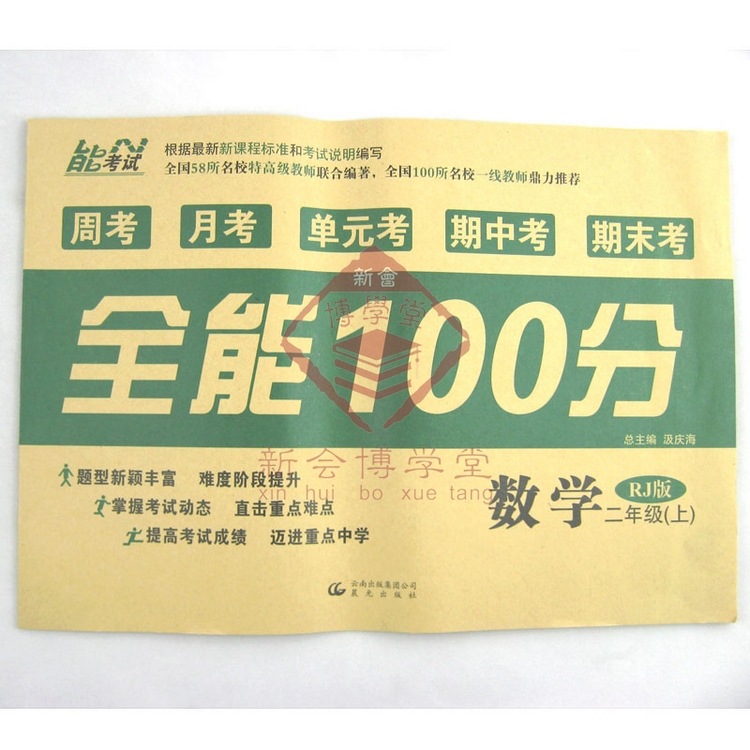 能考试
根据最新新课程标准和考试说明编写
全国58所名校特高级教师联合编著，全国100所名校一线教师鼎力推荐
周考 月考 单元考 期中考 期末考
新會
博學堂
全能100分
总主编 汲庆海
新会博学堂
xin hui bo xue tang
题型新颖丰富 难度阶段提升
掌握考试动态 直击重点难点
提高考试成绩 迈进重点中学
数学
RJ版
二年级(上)
云南出版集团公司
晨光出版社